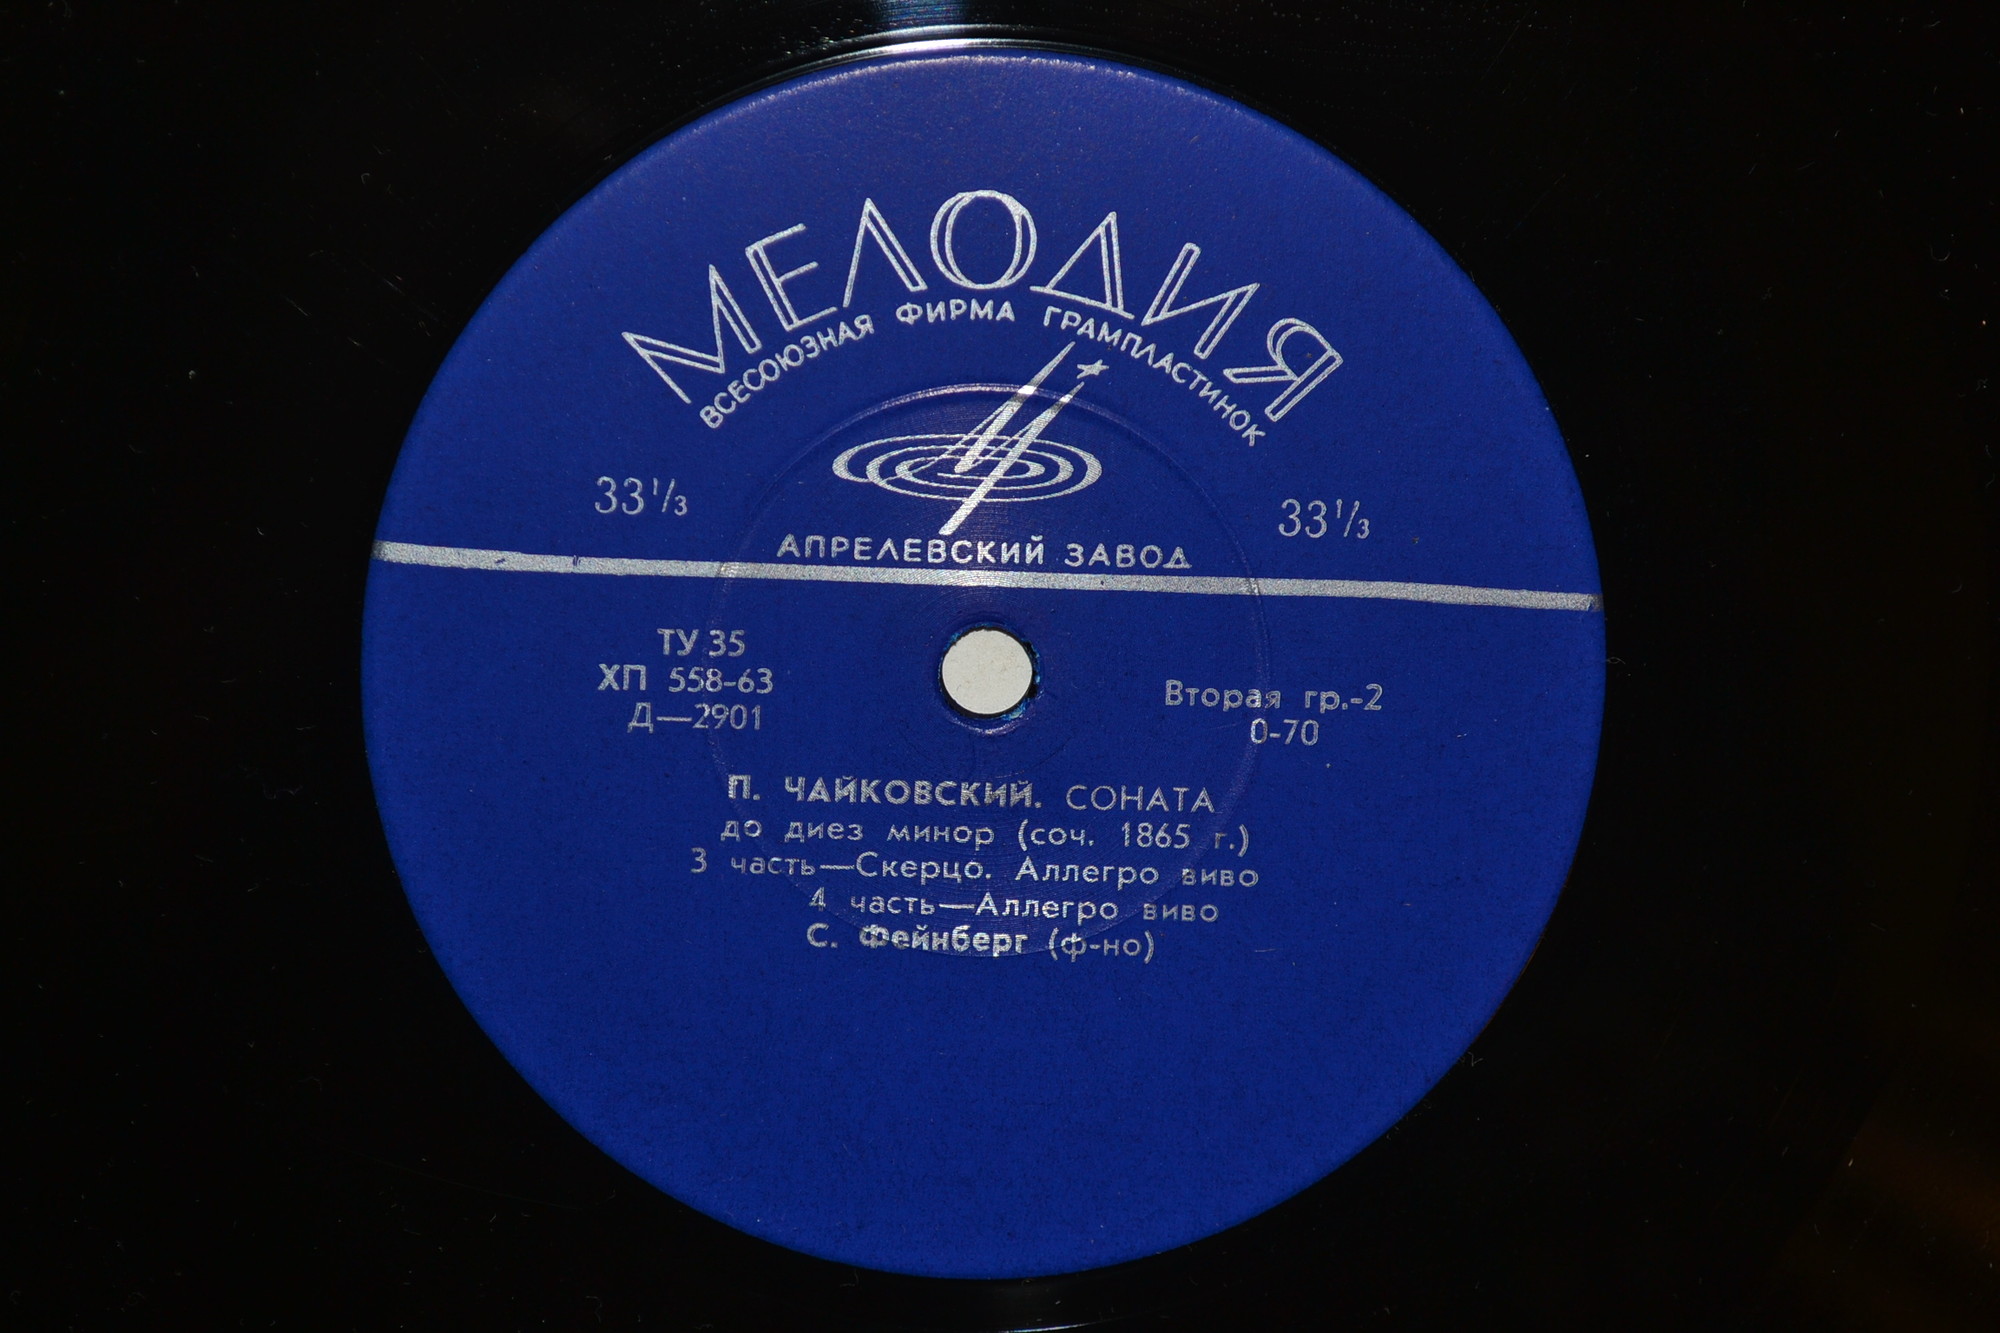 МЕЛОДИЯ
ВСЕСОЮЗНАЯ ФИРМА ГРАМПЛАСТИНОК
33⅓ 33⅓
АПРЕЛЕВСКИЙ ЗАВОД
ТУ 35
ХП 558-63
Д—2901
Вторая гр.-2
0-70
П. ЧАЙКОВСКИЙ. СОНАТА
до диез минор (соч. 1865 г.)
3 часть—Скерцо. Аллегро виво
4 часть—Аллегро виво
С. Фейнберг (ф-но)